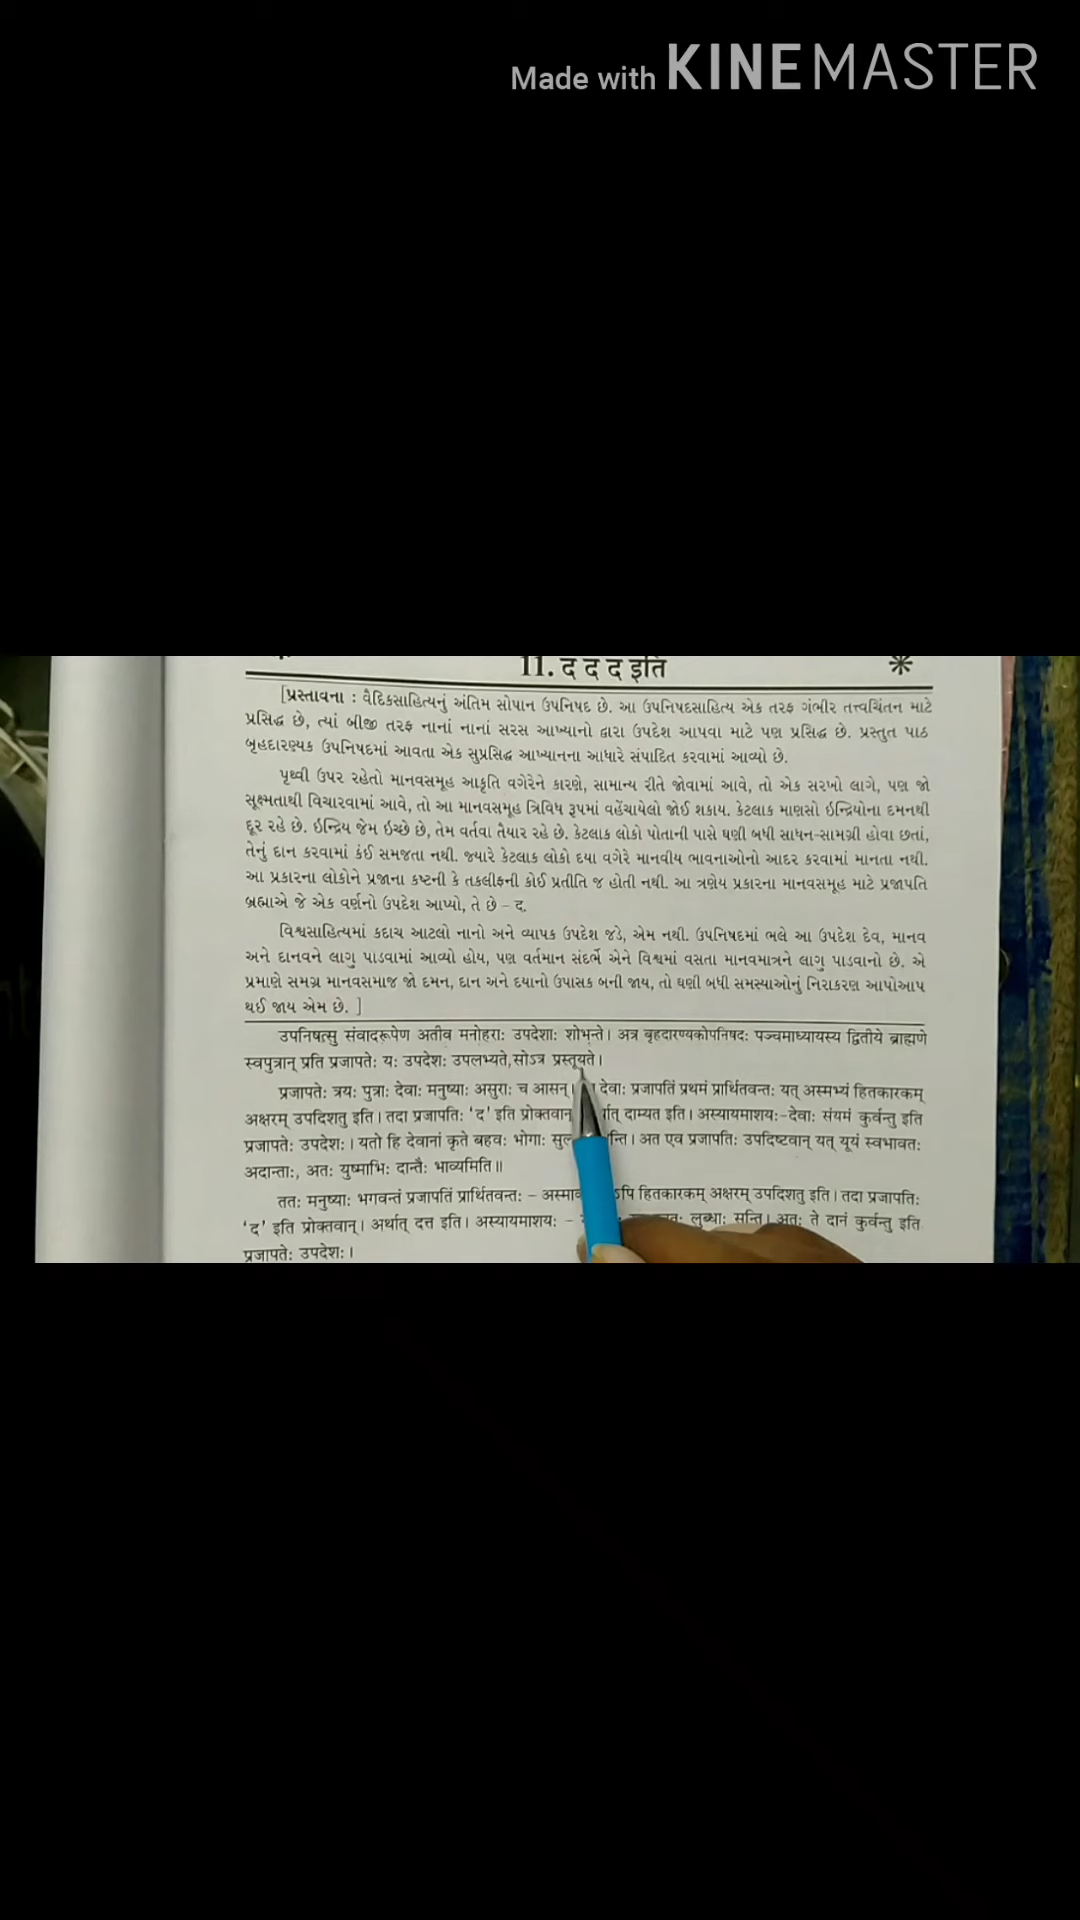 Made with KINEMASTER
11. द द द इति
[પ્રસ્તાવના : વૈદિકસાહિત્યનું અંતિમ સોપાન ઉપનિષદ છે. આ ઉપનિષદસાહિત્ય એક તરફ ગંભીર તત્ત્વચિંતન માટે
પ્રસિદ્ધ છે, ત્યાં બીજી તરફ નાનાં નાનાં સરસ આખ્યાનો દ્વારા ઉપદેશ આપવા માટે પણ પ્રસિદ્ધ છે. પ્રસ્તુત પાઠ
બૃહદારણ્યક ઉપનિષદમાં આવતા એક સુપ્રસિદ્ધ આખ્યાનના આધારે સંપાદિત કરવામાં આવ્યો છે.
પૃથ્વી ઉપર રહેતો માનવસમૂહ આકૃતિ વગેરેને કારણે, સામાન્ય રીતે જોવામાં આવે, તો એક સરખો લાગે, પણ જો
સૂક્ષ્મતાથી વિચારવામાં આવે, તો આ માનવસમૂહ ત્રિવિધ રૂપમાં વહેંચાયેલો જોઈ શકાય. કેટલાક માણસો ઇન્દ્રિયોના દમનથી
દૂર રહે છે. ઇન્દ્રિય જેમ ઇચ્છે છે, તેમ વર્તવા તૈયાર રહે છે. કેટલાક લોકો પોતાની પાસે ઘણી બધી સાધન-સામગ્રી હોવા છતાં,
તેનું દાન કરવામાં કંઈ સમજતા નથી. જ્યારે કેટલાક લોકો દયા વગેરે માનવીય ભાવનાઓનો આદર કરવામાં માનતા નથી.
આ પ્રકારના લોકોને પ્રજાના કષ્ટની કે તકલીફની કોઈ પ્રતીતિ જ હોતી નથી. આ ત્રણેય પ્રકારના માનવસમૂહ માટે પ્રજાપતિ
બ્રહ્માએ જે એક વર્ણનો ઉપદેશ આપ્યો, તે છે – દ.
વિશ્વસાહિત્યમાં કદાચ આટલો નાનો અને વ્યાપક ઉપદેશ જડે, એમ નથી. ઉપનિષદમાં ભલે આ ઉપદેશ દેવ, માનવ
અને દાનવને લાગુ પાડવામાં આવ્યો હોય, પણ વર્તમાન સંદર્ભે એને વિશ્વમાં વસતા માનવમાત્રને લાગુ પાડવાનો છે. એ
પ્રમાણે સમગ્ર માનવસમાજ જો દમન, દાન અને દયાનો ઉપાસક બની જાય, તો ઘણી બધી સમસ્યાઓનું નિરાકરણ આપોઆપ
થઈ જાય એમ છે. ]
उपनिषत्सु संवादरूपेण अतीव मनोहराः उपदेशाः शोभन्ते। अत्र बृहदारण्यकोपनिषदः पञ्चमाध्यायस्य द्वितीये ब्राह्मणे
स्वपुत्रान् प्रति प्रजापतेः यः उपदेशः उपलभ्यते, सोऽत्र प्रस्तूयते।
प्रजापतेः त्रयः पुत्राः देवाः मनुष्याः असुराः च आसन्। देवाः प्रजापतिं प्रथमं प्रार्थितवन्तः यत् अस्मभ्यं हितकारकम्
अक्षरम् उपदिशतु इति। तदा प्रजापतिः 'द' इति प्रोक्तवान् दाम्यत इति। अस्यायमाशयः-देवाः संयमं कुर्वन्तु इति
प्रजापतेः उपदेशः। यतो हि देवानां कृते बहवः भोगाः अत एव प्रजापतिः उपदिष्टवान् यत् यूयं स्वभावतः
अदान्ताः, अतः युष्माभिः दान्तैः भाव्यमिति॥
ततः मनुष्याः भगवन्तं प्रजापतिं प्रार्थितवन्तः – हितकारकम् अक्षरम् उपदिशतु इति। तदा प्रजापतिः
'द' इति प्रोक्तवान्। अर्थात् दत्त इति। अस्यायमाशयः – लुब्धाः सन्ति। अतः ते दानं कुर्वन्तु इति
प्रजापतेः उपदेशः।